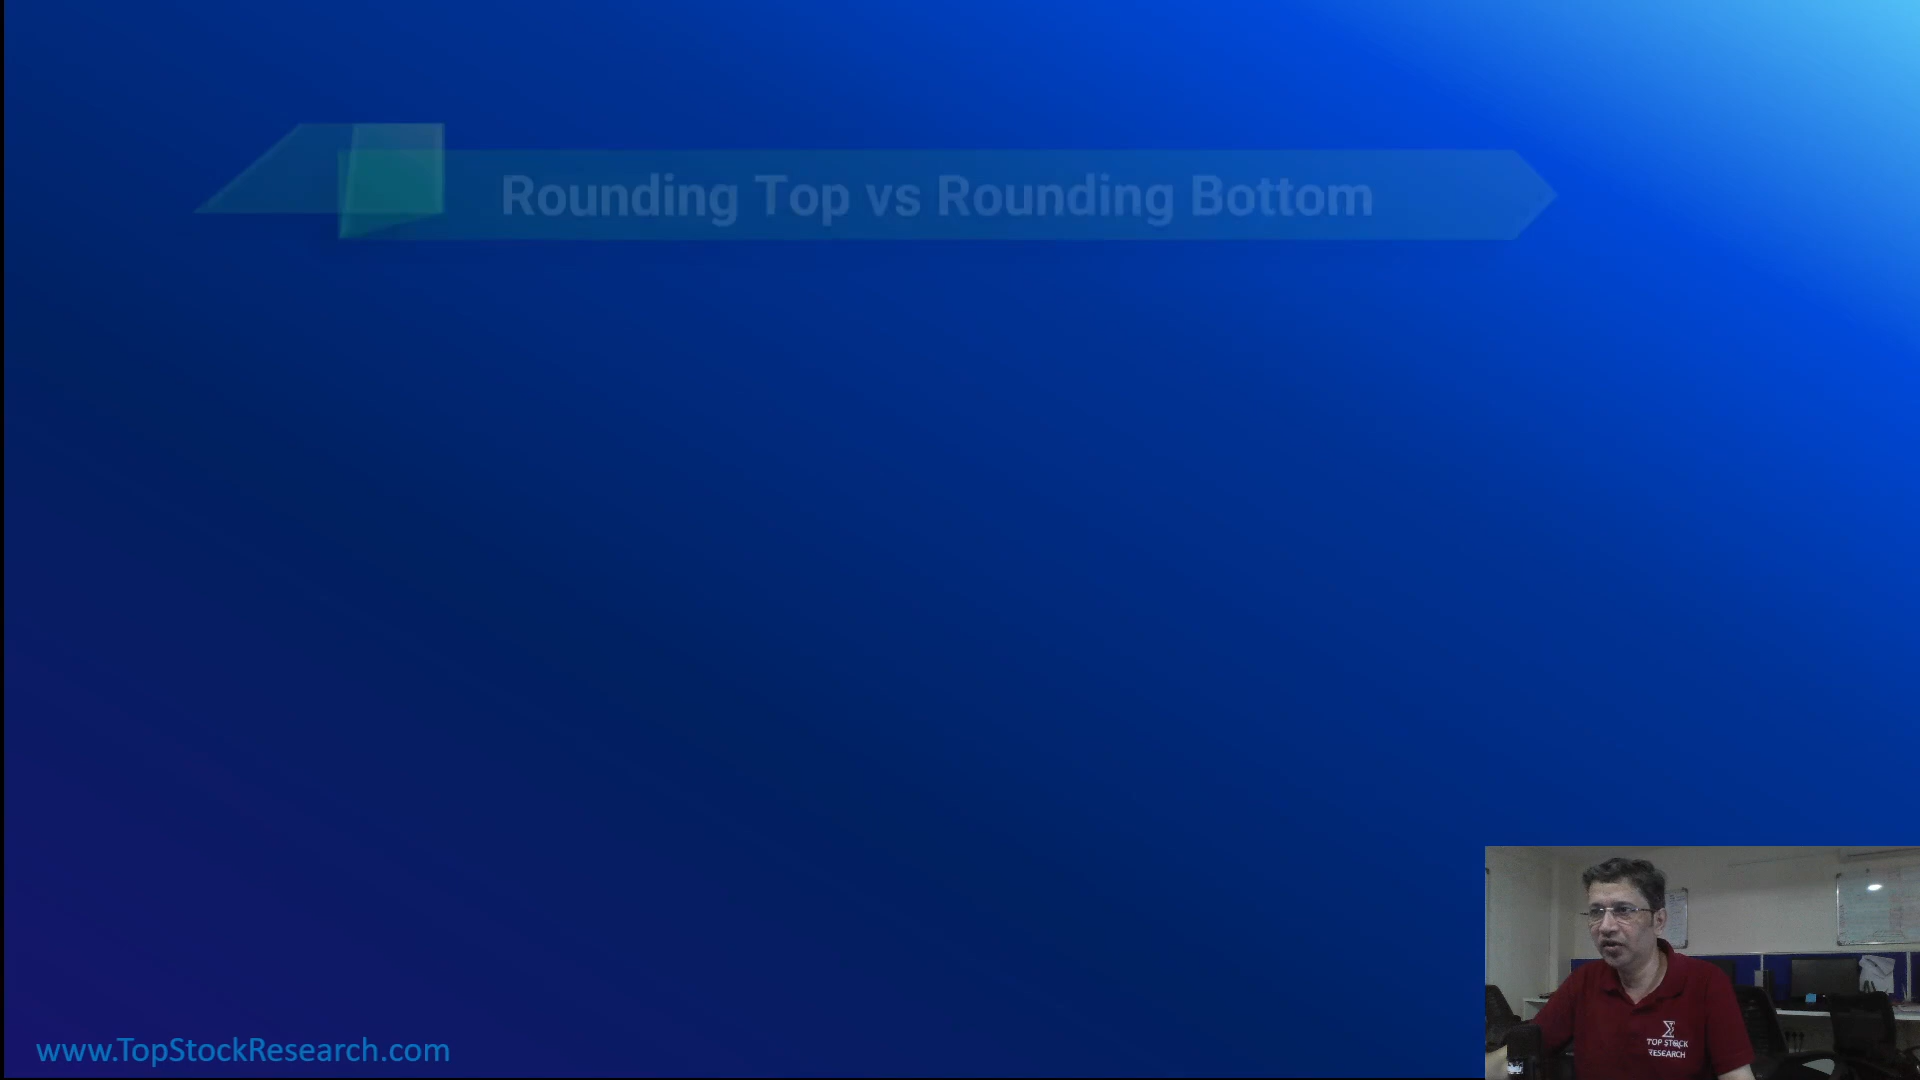 Rounding Top vs Rounding Bottom
www.TopStockResearch.com
TOP STOCK
RESEARCH